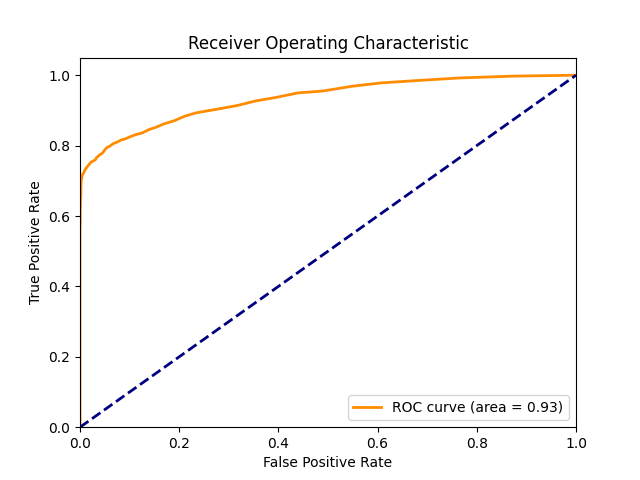 Receiver Operating Characteristic
1.0
0.8
0.6
0.4
0.2
0.0
True Positive Rate
ROC curve (area = 0.93)
0.0 0.2 0.4 0.6 0.8 1.0
False Positive Rate